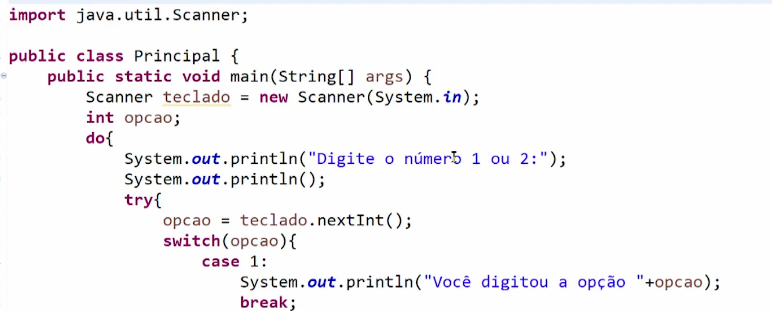 import java.util.Scanner;
public class Principal {
public static void main(String[] args) {
Scanner teclado = new Scanner(System.in);
int opcao;
do{
System.out.println("Digite o número 1 ou 2:");
System.out.println();
try{
opcao = teclado.nextInt();
switch(opcao){
case 1:
System.out.println("Você digitou a opção "+opcao);
break;